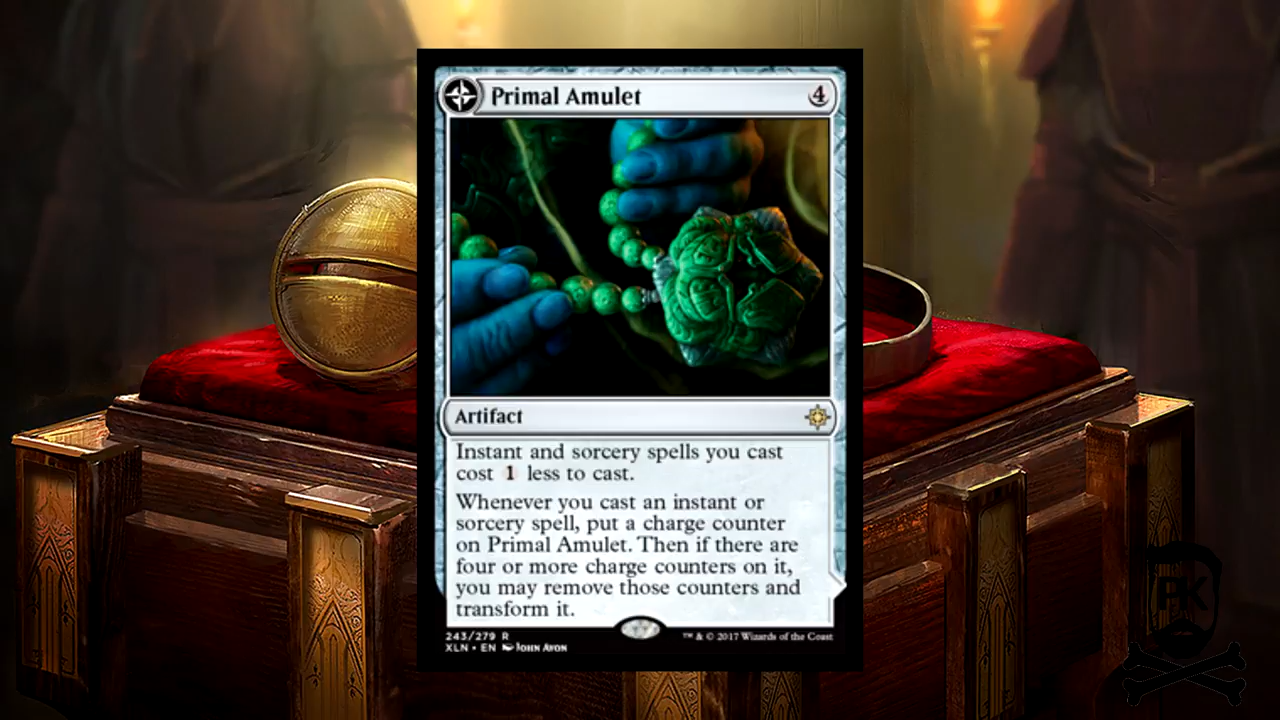 Primal Amulet 4
Artifact
Instant and sorcery spells you cast
cost 1 less to cast.
Whenever you cast an instant or
sorcery spell, put a charge counter
on Primal Amulet. Then if there are
four or more charge counters on it,
you may remove those counters and
transform it.
243/279 R
XLN • EN JOHN AVON
™ & © 2017 Wizards of the Coast
PK